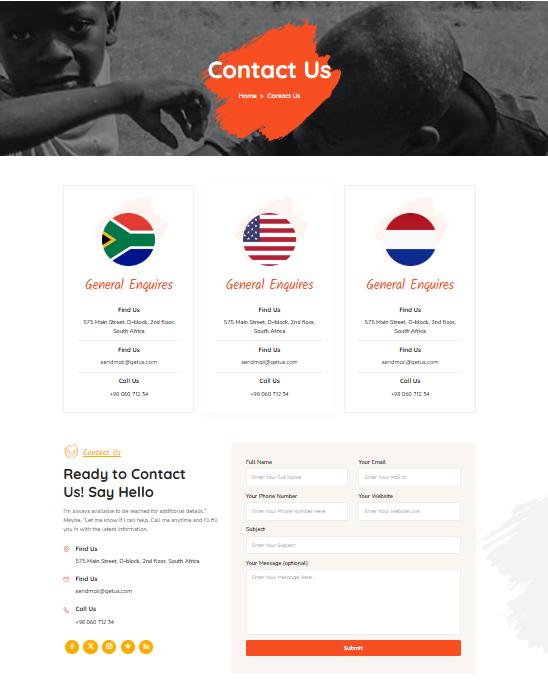 Contact Us
Home » Contact Us
General Enquires
Find Us
575 Main Street, D-block, 2nd floor,
South Africa
Find Us
sendmail@qetus.com
Call Us
+98 060 712 34
General Enquires
Find Us
575 Main Street, D-block, 2nd floor,
South Africa
Find Us
sendmail@qetus.com
Call Us
+98 060 712 34
General Enquires
Find Us
575 Main Street, D-block, 2nd floor,
South Africa
Find Us
sendmail@qetus.com
Call Us
+98 060 712 34
Contact Us
Ready to Contact
Us! Say Hello
I'm always available to be reached for additional details."
Maybe, "Let me know if I can help. Call me anytime and I'll fill
you in with the latest information.
Find Us
575 Main Street, D-block, 2nd floor, South Africa
Find Us
sendmail@qetus.com
Call Us
+98 060 712 34
Full Name
Your Email
Enter Your Full name
Enter Your Mail id
Your Phone Number
Your Website
Enter Your Phone Number Here
Enter Your Website Link
Subject
Enter Your Subject
Your Message (optional)
Enter Your Message Here...
Submit